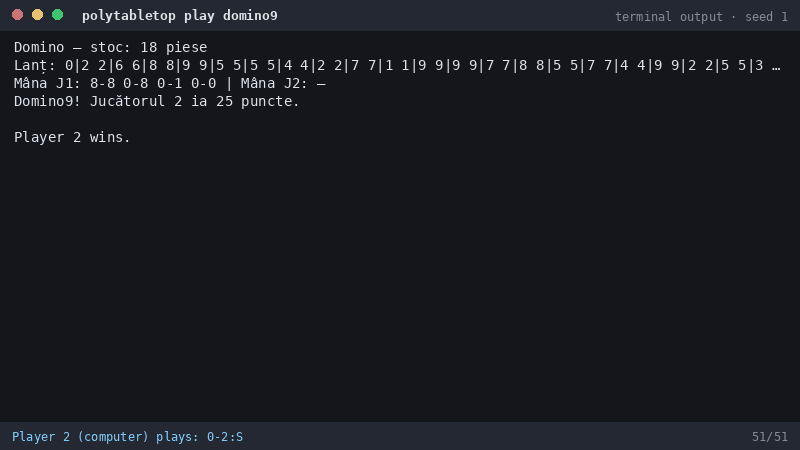 polytabletop play domino9
terminal output · seed 1
Domino — stoc: 18 piese
Lanț: 0|2 2|6 6|8 8|9 9|5 5|5 5|4 4|2 2|7 7|1 1|9 9|9 9|7 7|8 8|5 5|7 7|4 4|9 9|2 2|5 5|3 …
Mâna J1: 8-8 0-8 0-1 0-0 | Mâna J2: —
Domino9! Jucătorul 2 ia 25 puncte.
Player 2 wins.
Player 2 (computer) plays: 0-2:S
51/51